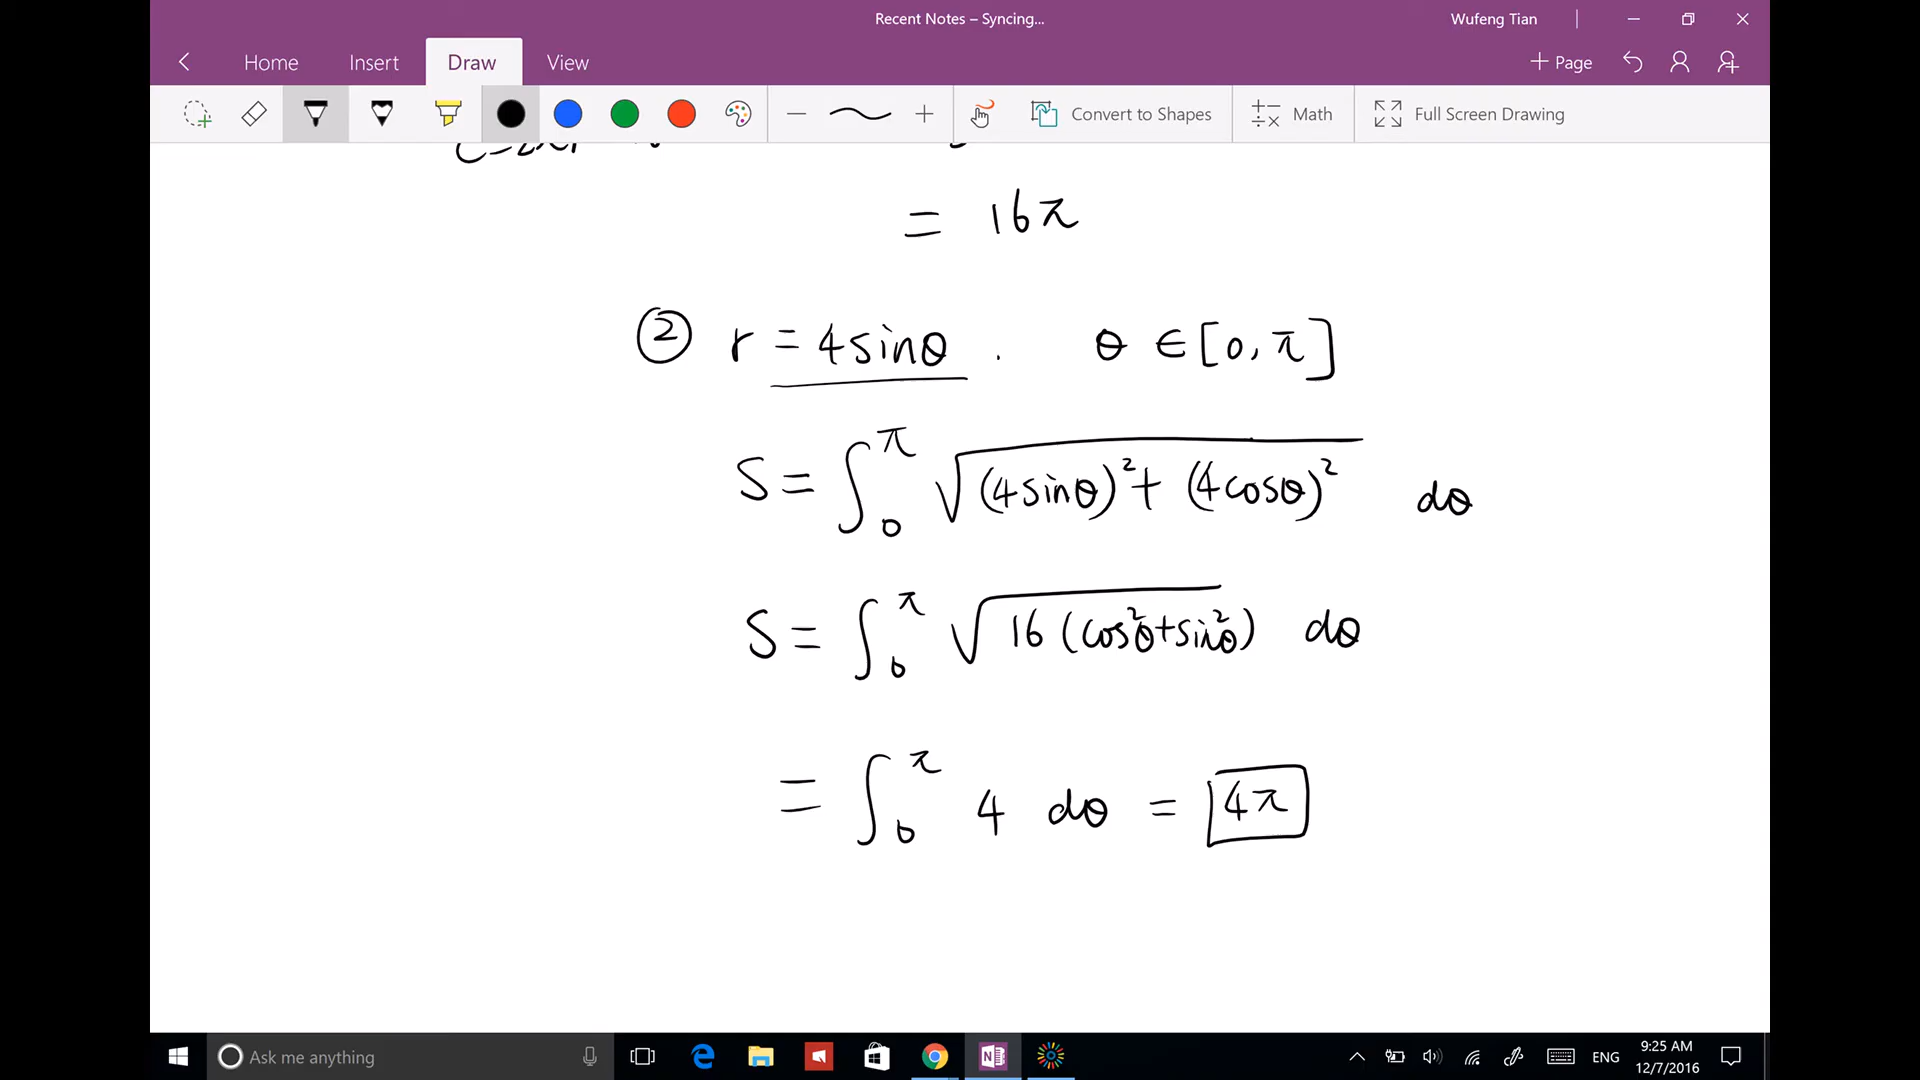 Recent Notes – Syncing...
Wufeng Tian
Home Insert Draw View
Page
Convert to Shapes
Math
Full Screen Drawing
= 16π
② r = 4sinθ . θ ∈ [0, π]
S = ∫₀^π √((4sinθ)² + (4cosθ)²) dθ
S = ∫₀^π √(16 (cos²θ+sin²θ)) dθ
= ∫₀^π 4 dθ = 4π
Ask me anything
ENG
9:25 AM
12/7/2016